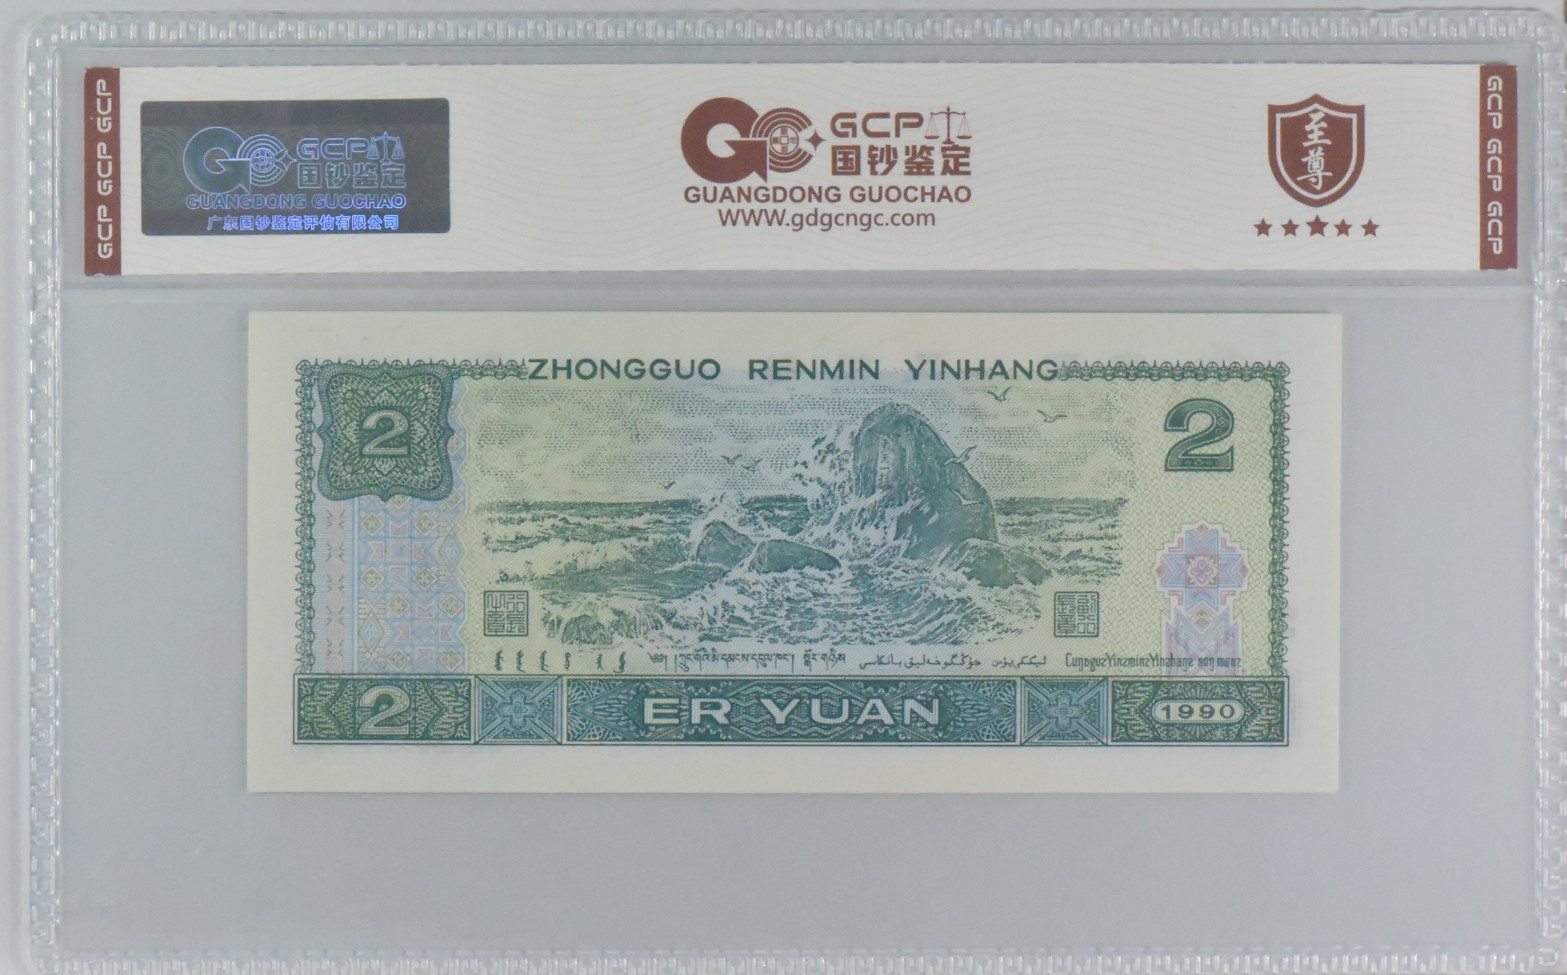 GCP GCP GCP
GCP
国钞鉴定
GUANGDONG GUOCHAO
广东国钞鉴定评估有限公司
GCP
国钞鉴定
GUANGDONG GUOCHAO
WWW.gdgcngc.com
至尊
GCP GCP GCP
ZHONGGUO RENMIN YINHANG
2
2
2
ER YUAN
1990